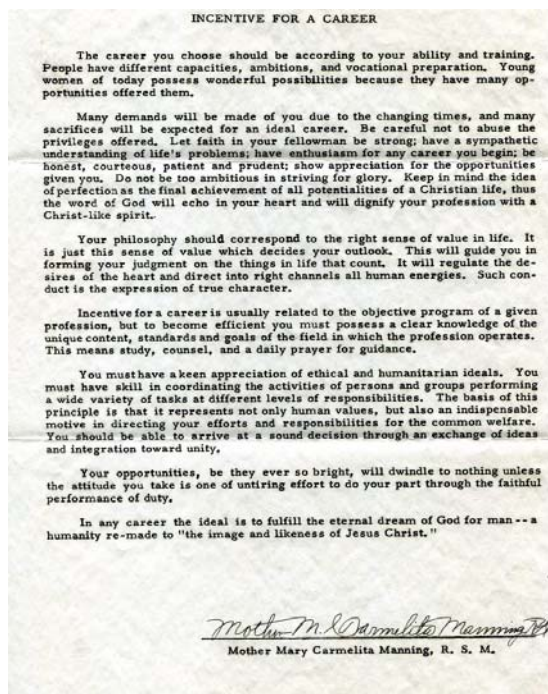 INCENTIVE FOR A CAREER
The career you choose should be according to your ability and training.
People have different capacities, ambitions, and vocational preparation. Young
women of today possess wonderful possibilities because they have many op-
portunities offered them.
Many demands will be made of you due to the changing times, and many
sacrifices will be expected for an ideal career. Be careful not to abuse the
privileges offered. Let faith in your fellowman be strong; have a sympathetic
understanding of life's problems; have enthusiasm for any career you begin; be
honest, courteous, patient and prudent; show appreciation for the opportunities
given you. Do not be too ambitious in striving for glory. Keep in mind the idea
of perfection as the final achievement of all potentialities of a Christian life, thus
the word of God will echo in your heart and will dignify your profession with a
Christ-like spirit.
Your philosophy should correspond to the right sense of value in life. It
is just this sense of value which decides your outlook. This will guide you in
forming your judgment on the things in life that count. It will regulate the de-
sires of the heart and direct into right channels all human energies. Such con-
duct is the expression of true character.
Incentive for a career is usually related to the objective program of a given
profession, but to become efficient you must possess a clear knowledge of the
unique content, standards and goals of the field in which the profession operates.
This means study, counsel, and a daily prayer for guidance.
You must have a keen appreciation of ethical and humanitarian ideals. You
must have skill in coordinating the activities of persons and groups performing
a wide variety of tasks at different levels of responsibilities. The basis of this
principle is that it represents not only human values, but also an indispensable
motive in directing your efforts and responsibilities for the common welfare.
You should be able to arrive at a sound decision through an exchange of ideas
and integration toward unity.
Your opportunities, be they ever so bright, will dwindle to nothing unless
the attitude you take is one of untiring effort to do your part through the faithful
performance of duty.
In any career the ideal is to fulfill the eternal dream of God for man -- a
humanity re-made to "the image and likeness of Jesus Christ."
Mother M. Carmelita Manning
Mother Mary Carmelita Manning, R. S. M.